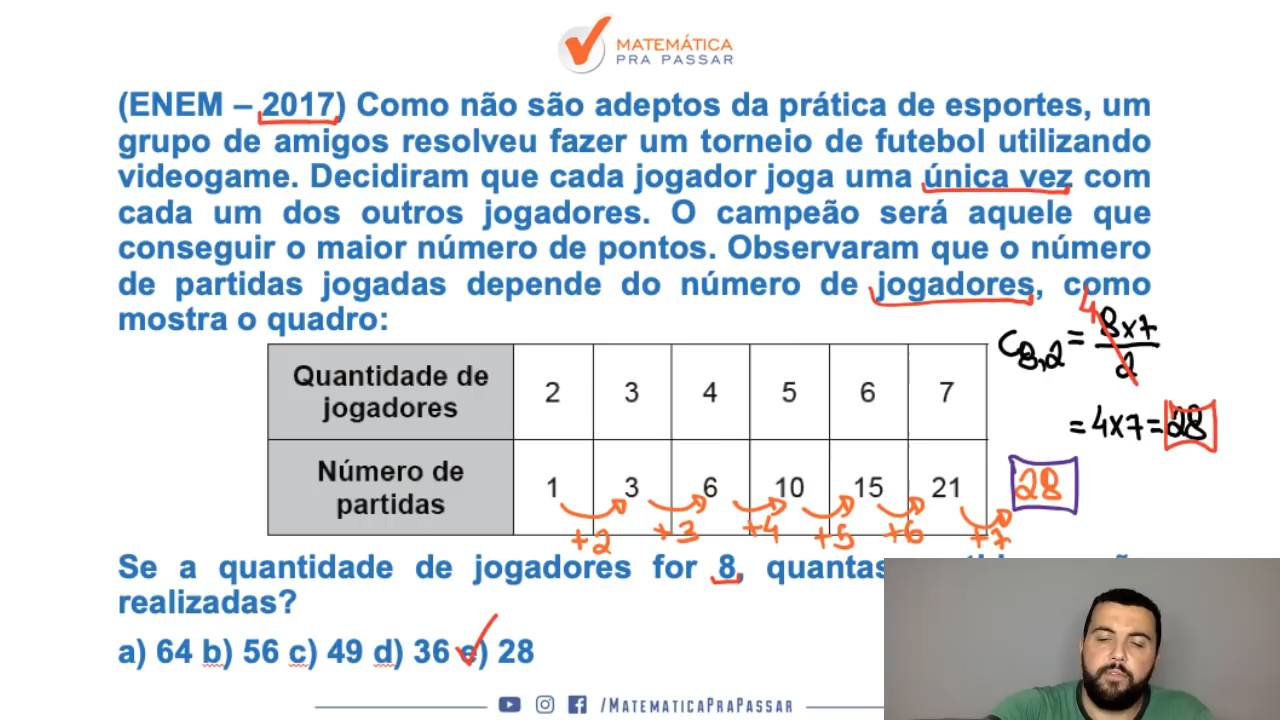 MATEMÁTICA
PRA PASSAR
(ENEM – 2017) Como não são adeptos da prática de esportes, um
grupo de amigos resolveu fazer um torneio de futebol utilizando
videogame. Decidiram que cada jogador joga uma única vez com
cada um dos outros jogadores. O campeão será aquele que
conseguir o maior número de pontos. Observaram que o número
de partidas jogadas depende do número de jogadores, como
mostra o quadro:
4
C8,2 = 8x7
2
= 4x7 = 28
Quantidade de
jogadores
2 3 4 5 6 7
Número de
partidas
1 3 6 10 15 21 28
+2 +3 +4 +5 +6 +7
Se a quantidade de jogadores for 8, quantas
realizadas?
a) 64 b) 56 c) 49 d) 36 e) 28
/MATEMATICAPRAPASSAR